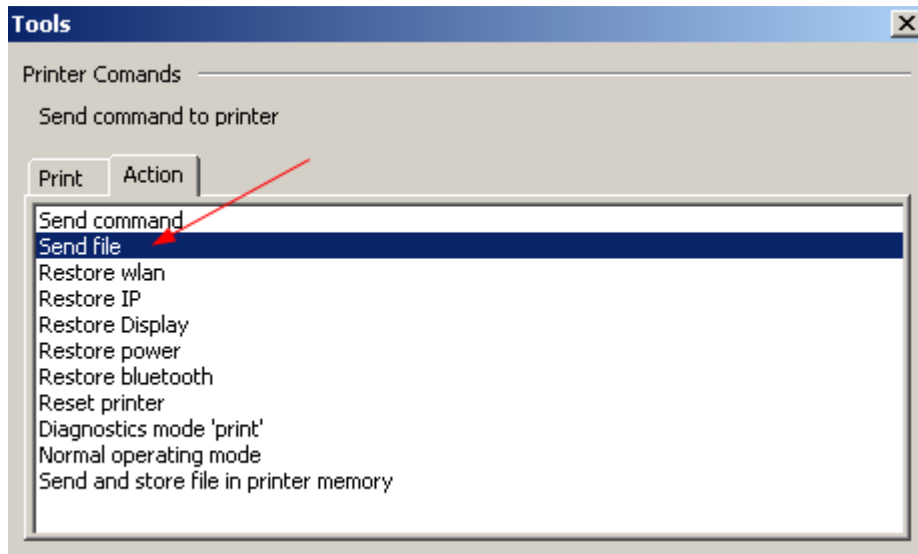 Tools
Printer Comands
Send command to printer
Print Action
Send command
Send file
Restore wlan
Restore IP
Restore Display
Restore power
Restore bluetooth
Reset printer
Diagnostics mode 'print'
Normal operating mode
Send and store file in printer memory